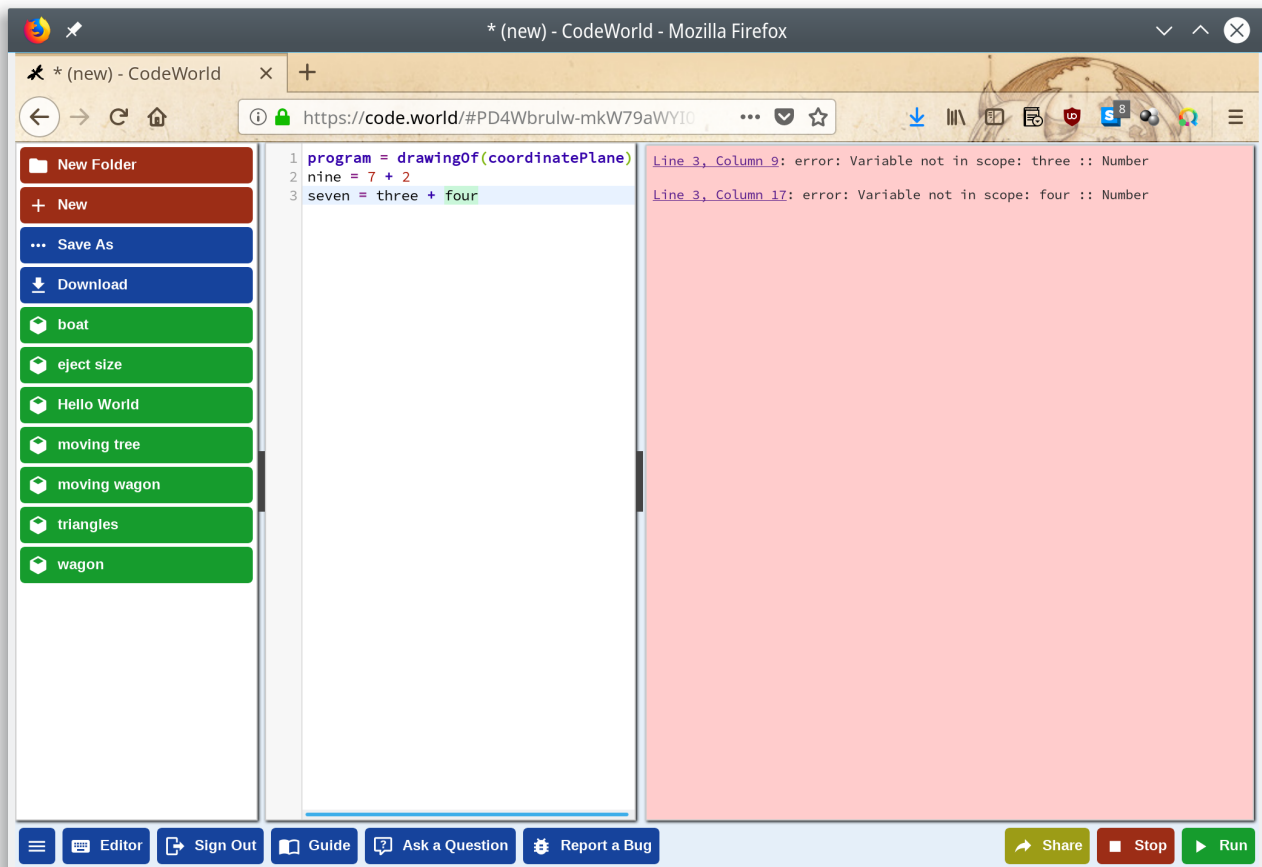 * (new) - CodeWorld - Mozilla Firefox
* (new) - CodeWorld
https://code.world/#PD4Wbrulw-mkW79aWYI0
S 8
New Folder
New
Save As
Download
boat
eject size
Hello World
moving tree
moving wagon
triangles
wagon
1 program = drawingOf(coordinatePlane)
2 nine = 7 + 2
3 seven = three + four
Line 3, Column 9: error: Variable not in scope: three :: Number
Line 3, Column 17: error: Variable not in scope: four :: Number
Editor
Sign Out
Guide
Ask a Question
Report a Bug
Share
Stop
Run